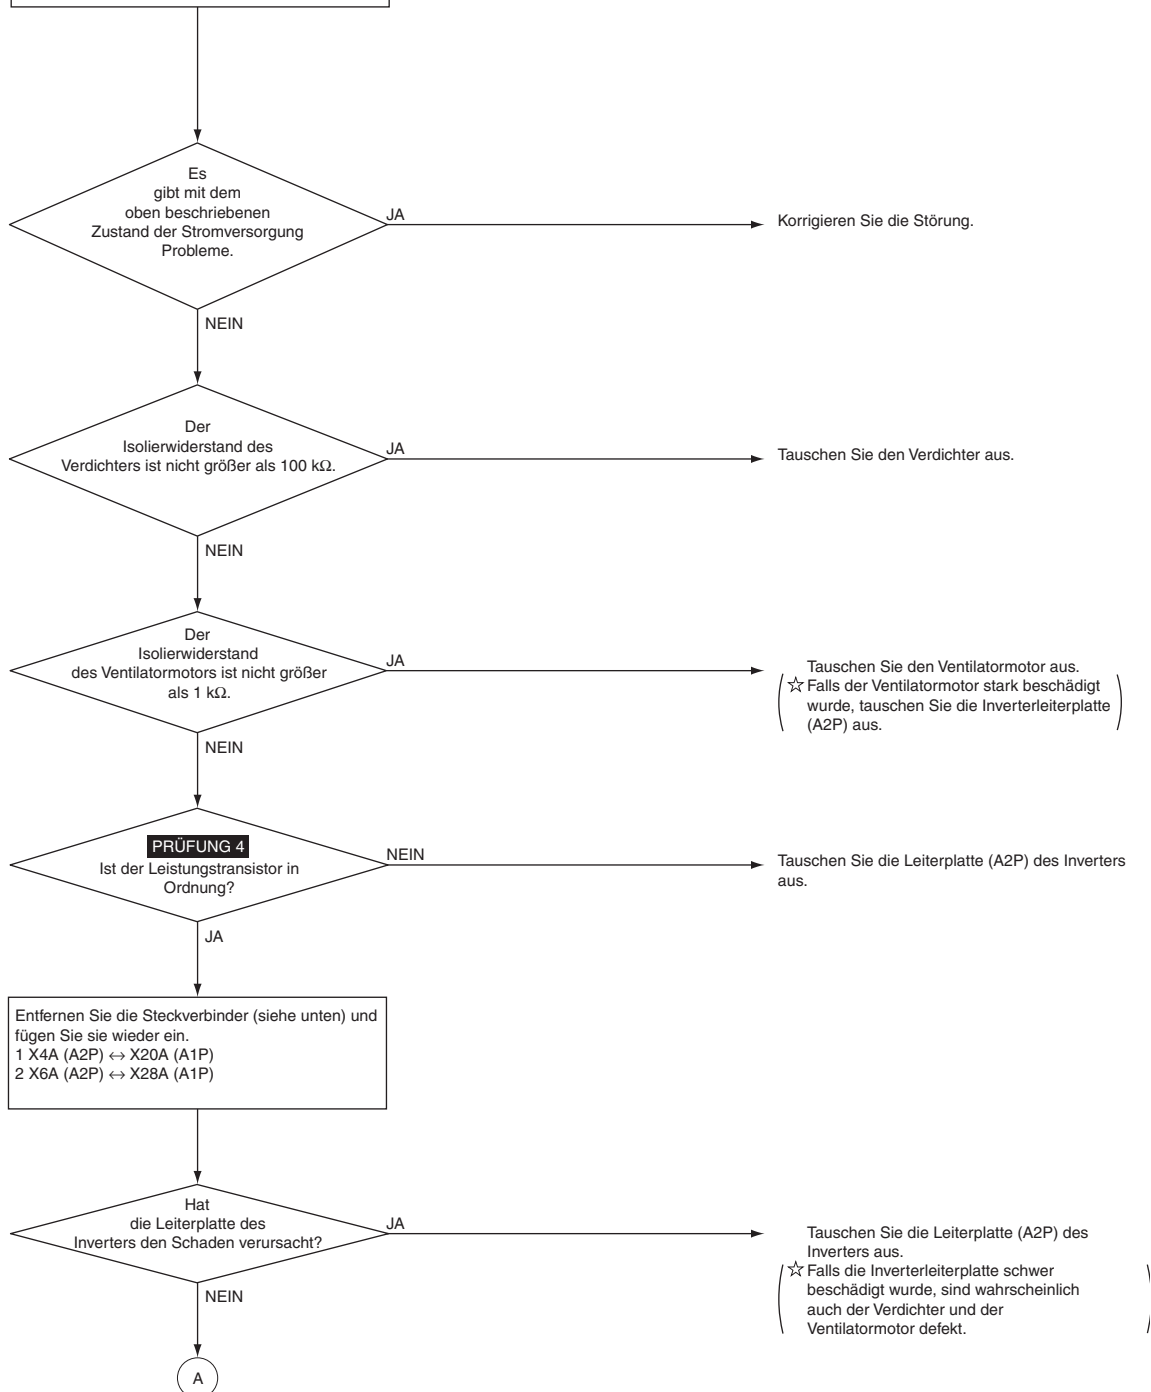 Es
gibt mit dem
oben beschriebenen
Zustand der Stromversorgung
Probleme.
JA
Korrigieren Sie die Störung.
NEIN
Der
Isolierwiderstand des
Verdichters ist nicht größer als 100 kΩ.
JA
Tauschen Sie den Verdichter aus.
NEIN
Der
Isolierwiderstand
des Ventilatormotors ist nicht größer
als 1 kΩ.
JA
Tauschen Sie den Ventilatormotor aus.
☆ Falls der Ventilatormotor stark beschädigt
wurde, tauschen Sie die Inverterleiterplatte
(A2P) aus.
NEIN
PRÜFUNG 4
Ist der Leistungstransistor in
Ordnung?
NEIN
Tauschen Sie die Leiterplatte (A2P) des Inverters
aus.
JA
Entfernen Sie die Steckverbinder (siehe unten) und
fügen Sie sie wieder ein.
1 X4A (A2P) ↔ X20A (A1P)
2 X6A (A2P) ↔ X28A (A1P)
Hat
die Leiterplatte des
Inverters den Schaden verursacht?
JA
Tauschen Sie die Leiterplatte (A2P) des
Inverters aus.
☆ Falls die Inverterleiterplatte schwer
beschädigt wurde, sind wahrscheinlich
auch der Verdichter und der
Ventilatormotor defekt.
NEIN
A